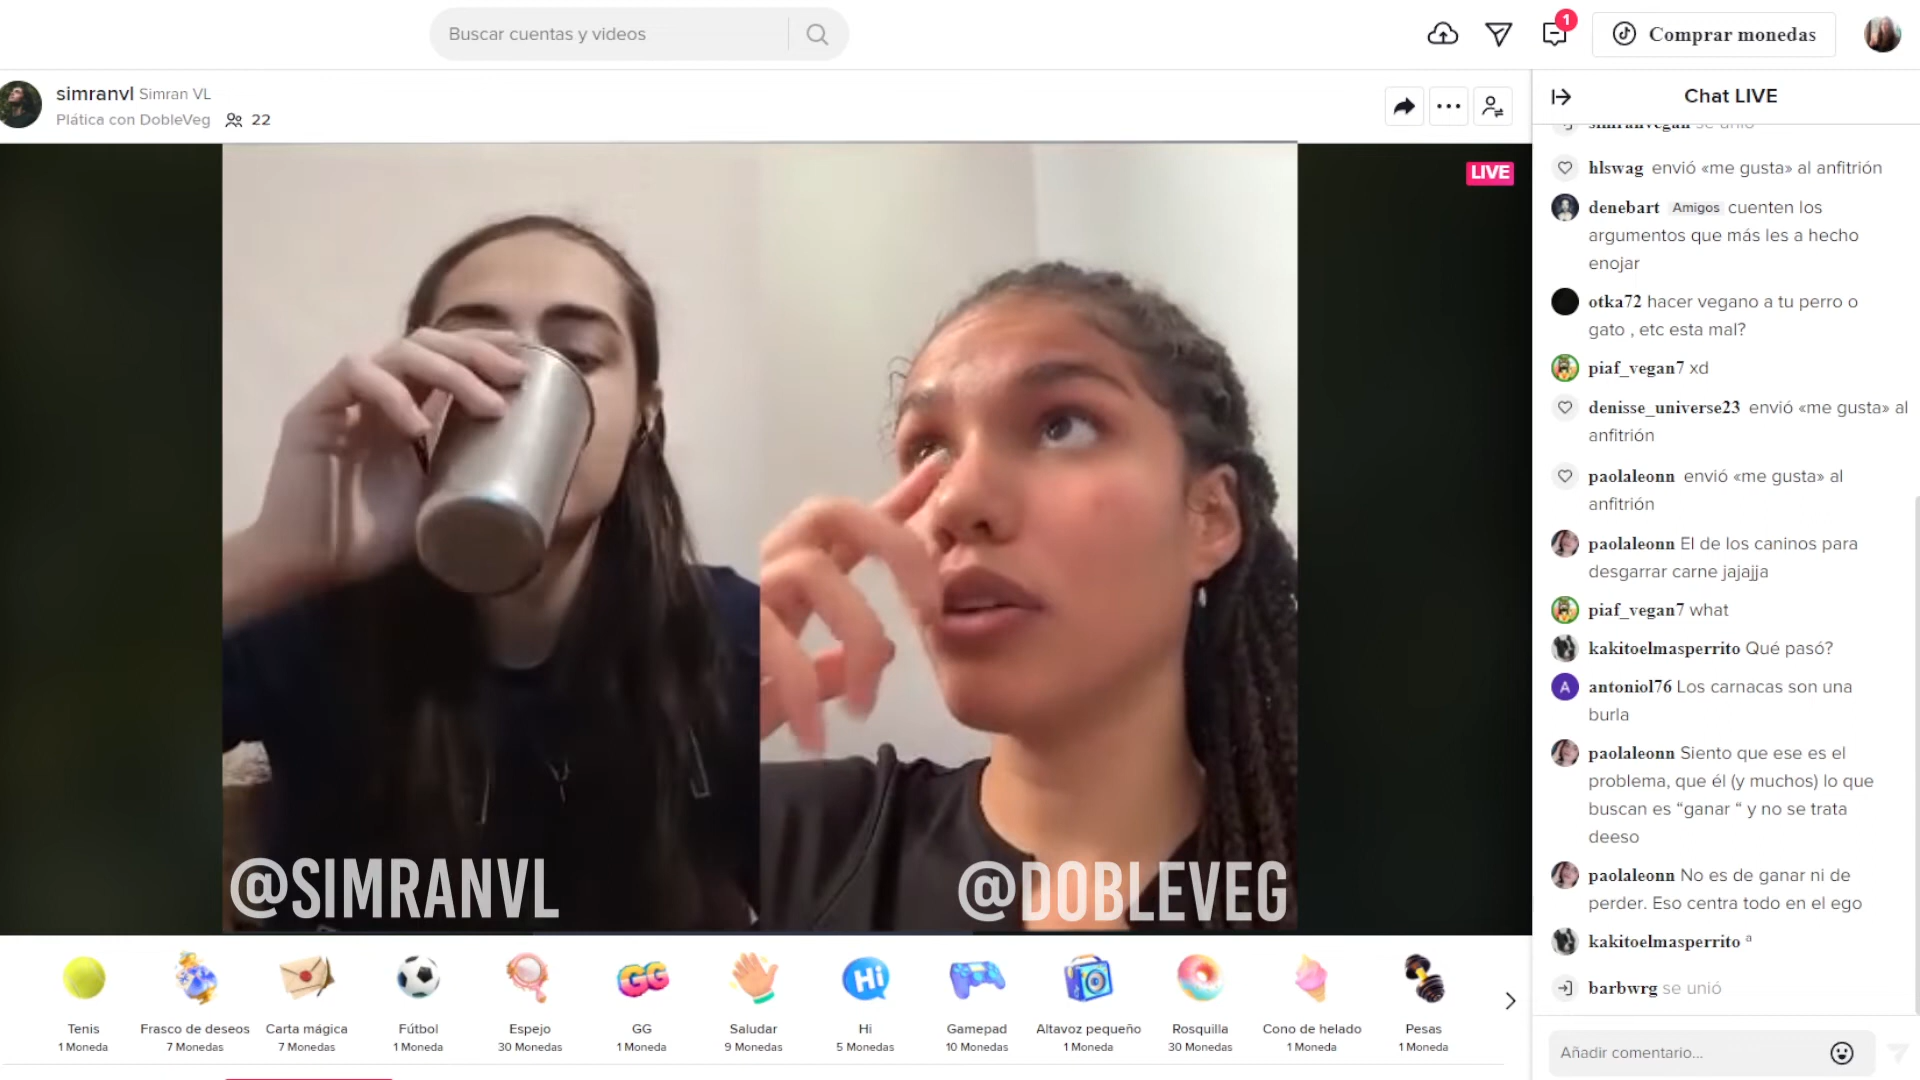 Buscar cuentas y videos
1
Comprar monedas
simranvl Simran VL
Plática con DobleVeg 22
LIVE
@SIMRANVL
@DOBLEVEG
Chat LIVE
simranvegan se unió
hlswag envió «me gusta» al anfitrión
denebart Amigos cuenten los
argumentos que más les a hecho
enojar
otka72 hacer vegano a tu perro o
gato , etc esta mal?
piaf_vegan7 xd
denisse_universe23 envió «me gusta» al
anfitrión
paolaleonn envió «me gusta» al
anfitrión
paolaleonn El de los caninos para
desgarrar carne jajajja
piaf_vegan7 what
kakitoelmasperrito Qué pasó?
A
antoniol76 Los carnacas son una
burla
paolaleonn Siento que ese es el
problema, que él (y muchos) lo que
buscan es “ganar “ y no se trata
deeso
paolaleonn No es de ganar ni de
perder. Eso centra todo en el ego
kakitoelmasperrito ª
barbwrg se unió
Añadir comentario...
GG
Hi
Tenis
1 Moneda
Frasco de deseos
7 Monedas
Carta mágica
7 Monedas
Fútbol
1 Moneda
Espejo
30 Monedas
GG
1 Moneda
Saludar
9 Monedas
Hi
5 Monedas
Gamepad
10 Monedas
Altavoz pequeño
1 Moneda
Rosquilla
30 Monedas
Cono de helado
1 Moneda
Pesas
1 Moneda